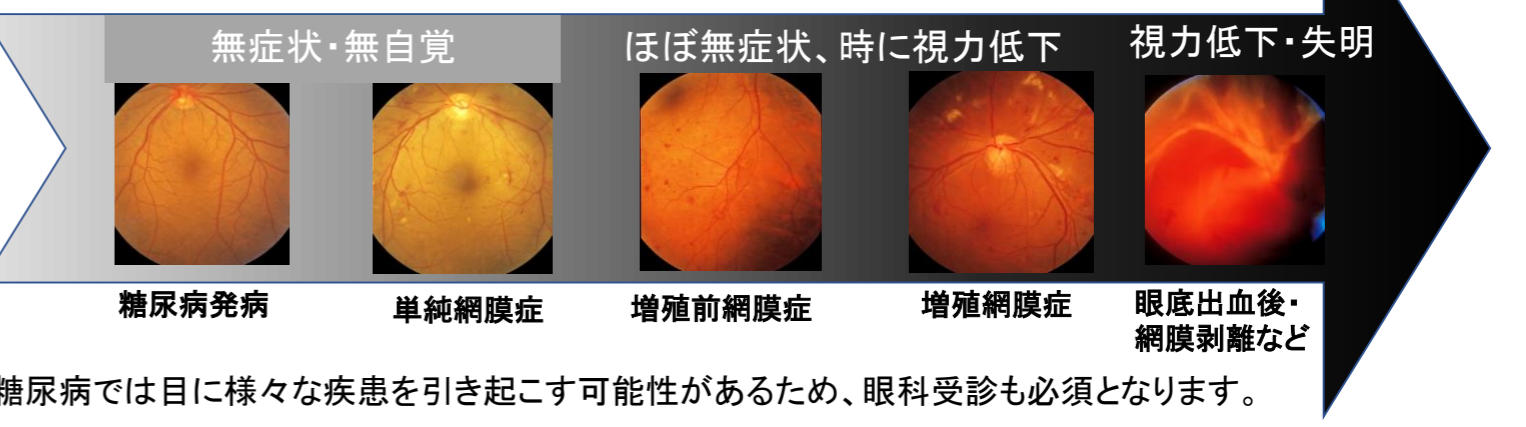 無症状・無自覚
ほぼ無症状、時に視力低下
視力低下・失明
糖尿病発病
単純網膜症
増殖前網膜症
増殖網膜症
眼底出血後・
網膜剥離など
糖尿病では目に様々な疾患を引き起こす可能性があるため、眼科受診も必須となります。